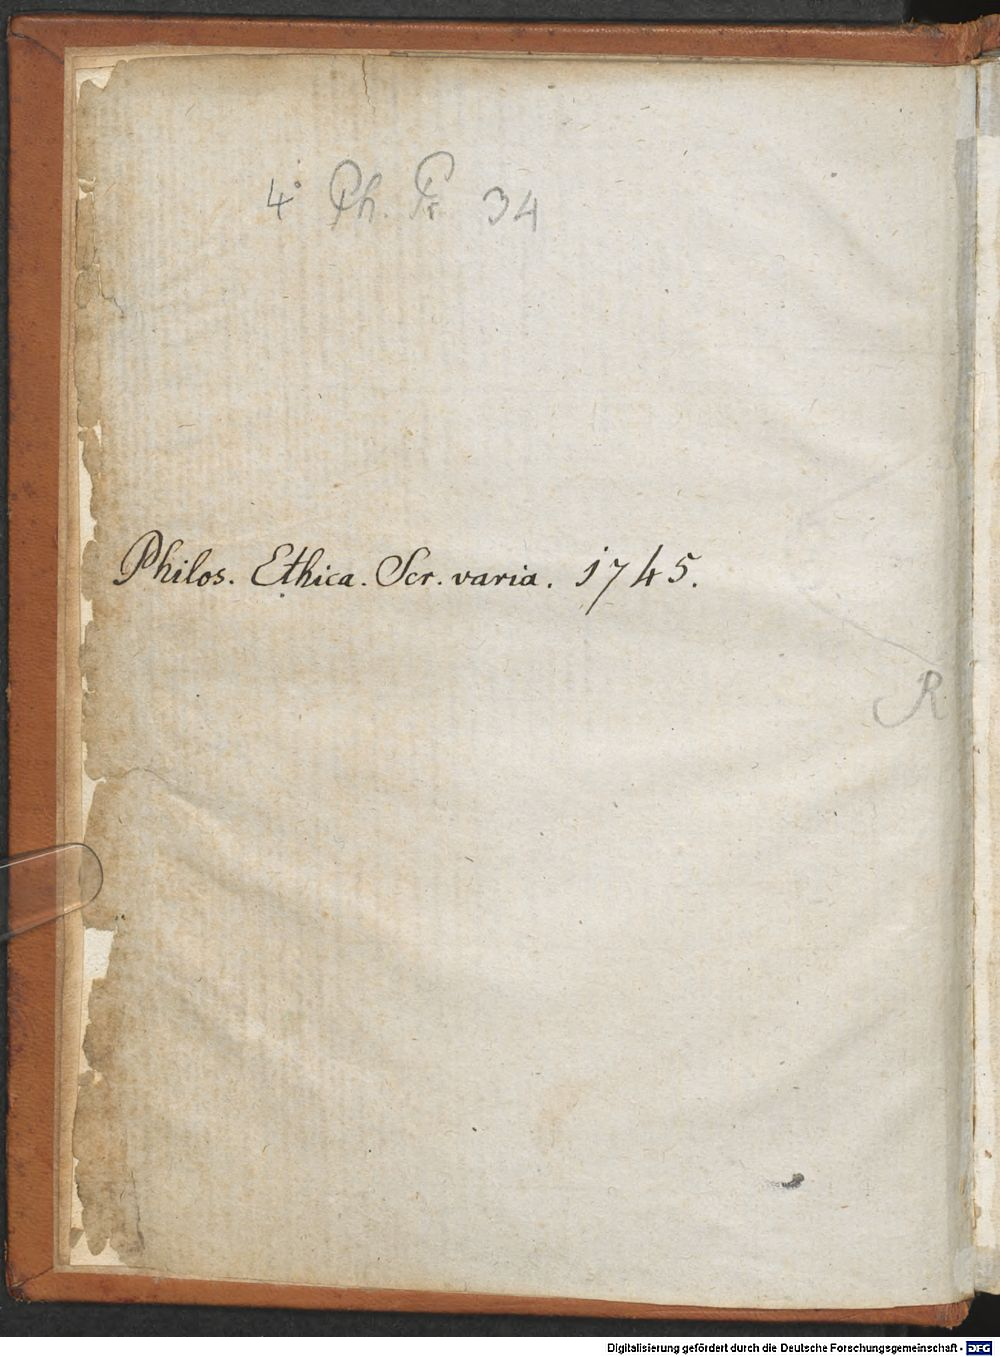 4° Ph. Pr 34
Philos. Ethica. Scr. varia. 1745.
R
Digitalisierung gefördert durch die Deutsche Forschungsgemeinschaft - DFG